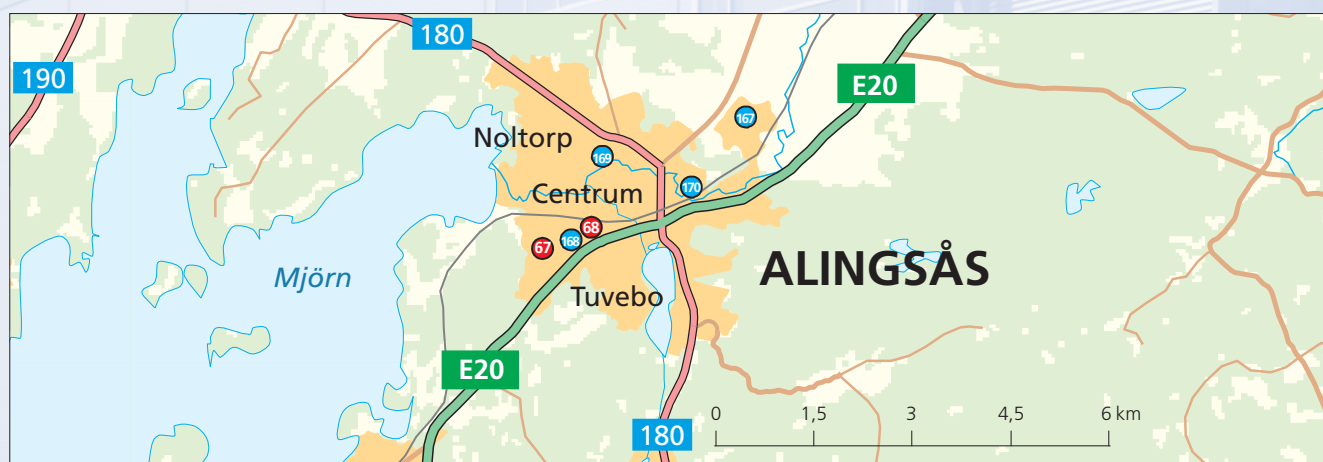 180
190
E20
167
Noltorp
169
Centrum
170
68
67
168
ALINGSÅS
Mjörn
Tuvebo
E20
0 1,5 3 4,5 6 km
180